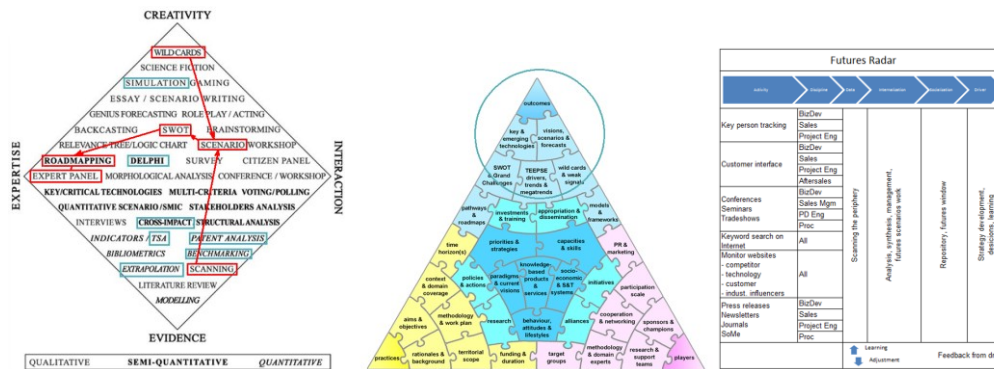 CREATIVITY
WILD CARDS
SCIENCE FICTION
SIMULATION GAMING
ESSAY / SCENARIO WRITING
GENIUS FORECASTING ROLE PLAY / ACTING
BACKCASTING SWOT BRAINSTORMING
RELEVANCE TREE/LOGIC CHART SCENARIO WORKSHOP
ROADMAPPING DELPHI SURVEY CITIZEN PANEL
EXPERT PANEL MORPHOLOGICAL ANALYSIS CONFERENCE / WORKSHOP
KEY/CRITICAL TECHNOLOGIES MULTI-CRITERIA VOTING/POLLING
QUANTITATIVE SCENARIO/SMIC STAKEHOLDERS ANALYSIS
INTERVIEWS CROSS-IMPACT STRUCTURAL ANALYSIS
INDICATORS / TSA PATENT ANALYSIS
BIBLIOMETRICS BENCHMARKING
EXTRAPOLATION SCANNING
LITERATURE REVIEW
MODELLING
EVIDENCE
EXPERTISE
INTERACTION
QUALITATIVE SEMI-QUANTITATIVE QUANTITATIVE
outcomes
key &
emerging
technologies
visions,
scenarios &
forecasts
SWOT
& Grand
Challenges
TEEPSE
drivers,
trends &
megatrends
wild cards
& weak
signals
pathways
& roadmaps
investments
& training
appropriation &
dissemination
models &
frameworks
time
horizon(s)
priorities &
strategies
capacities
& skills
PR &
marketing
context
& domain
coverage
policies
& actions
paradigms
& current
visions
knowledge-
based
products
& services
socio-
economic
& S&T
systems
initiatives
participation
scale
aims &
objectives
methodology
& work plan
research
behaviour,
attitudes &
lifestyles
alliances
cooperation
& networking
sponsors &
champions
practices
rationales &
background
territorial
scope
funding &
duration
target
groups
methodology
& domain
experts
research
& support
teams
players
Futures Radar
Activity Discipline Data Internalization Externalization Driver
Key person tracking
BizDev
Sales
Project Eng
Customer interface
BizDev
Sales
Project Eng
Aftersales
Conferences
Seminars
Tradeshows
BizDev
Sales Mgm
PD Eng
Proc
Keyword search on
Internet
All
Monitor websites
- competitor
- technology
- customer
- indust. influencers
All
Press releases
Newsletters
Journals
SoMe
BizDev
Sales
Project Eng
Proc
Scanning the periphery
Analysis, synthesis, management,
futures scenarios work
Repository, futures window
Strategy development,
desicions, learning
Learning
Adjustment
Feedback from